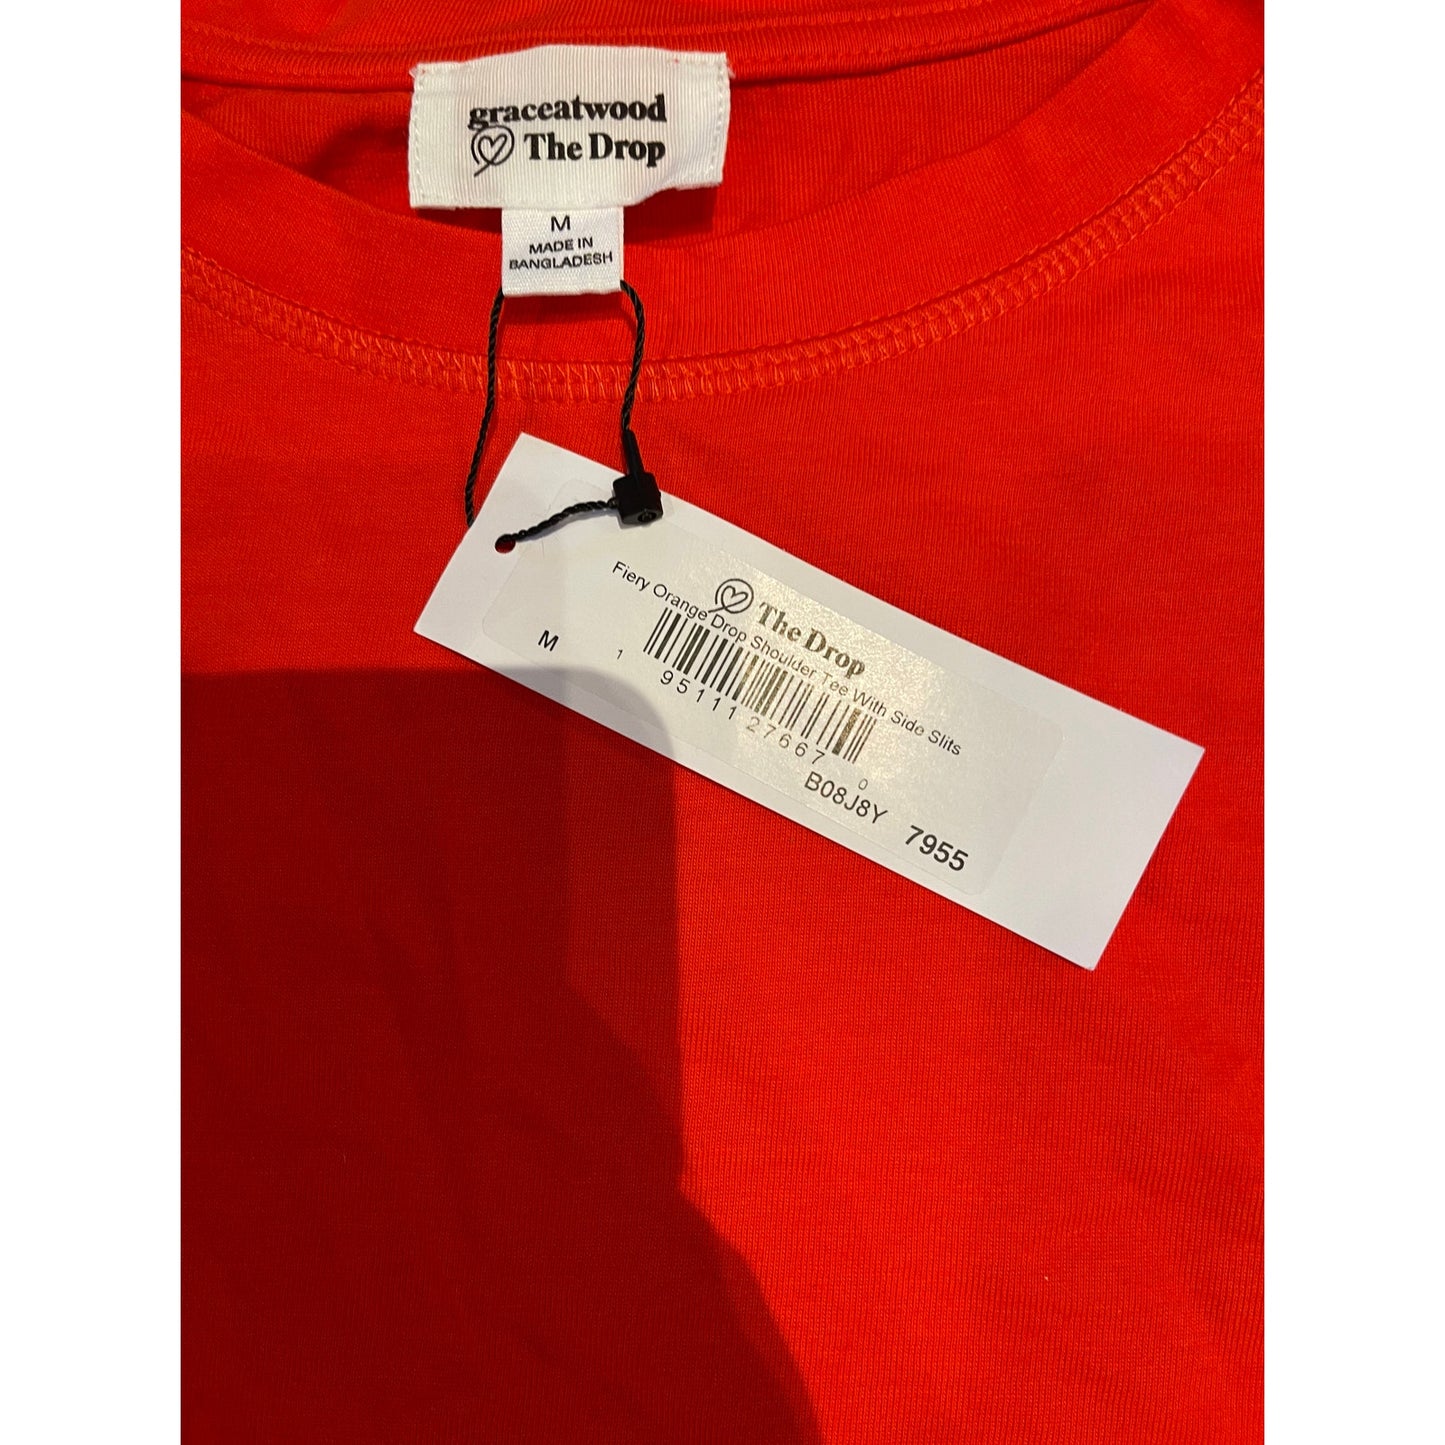 graceatwood
The Drop
M
MADE IN
BANGLADESH
The Drop
Fiery Orange Drop Shoulder Tee With Side Slits
M
1 95111 27667 0
B08J8Y 7955